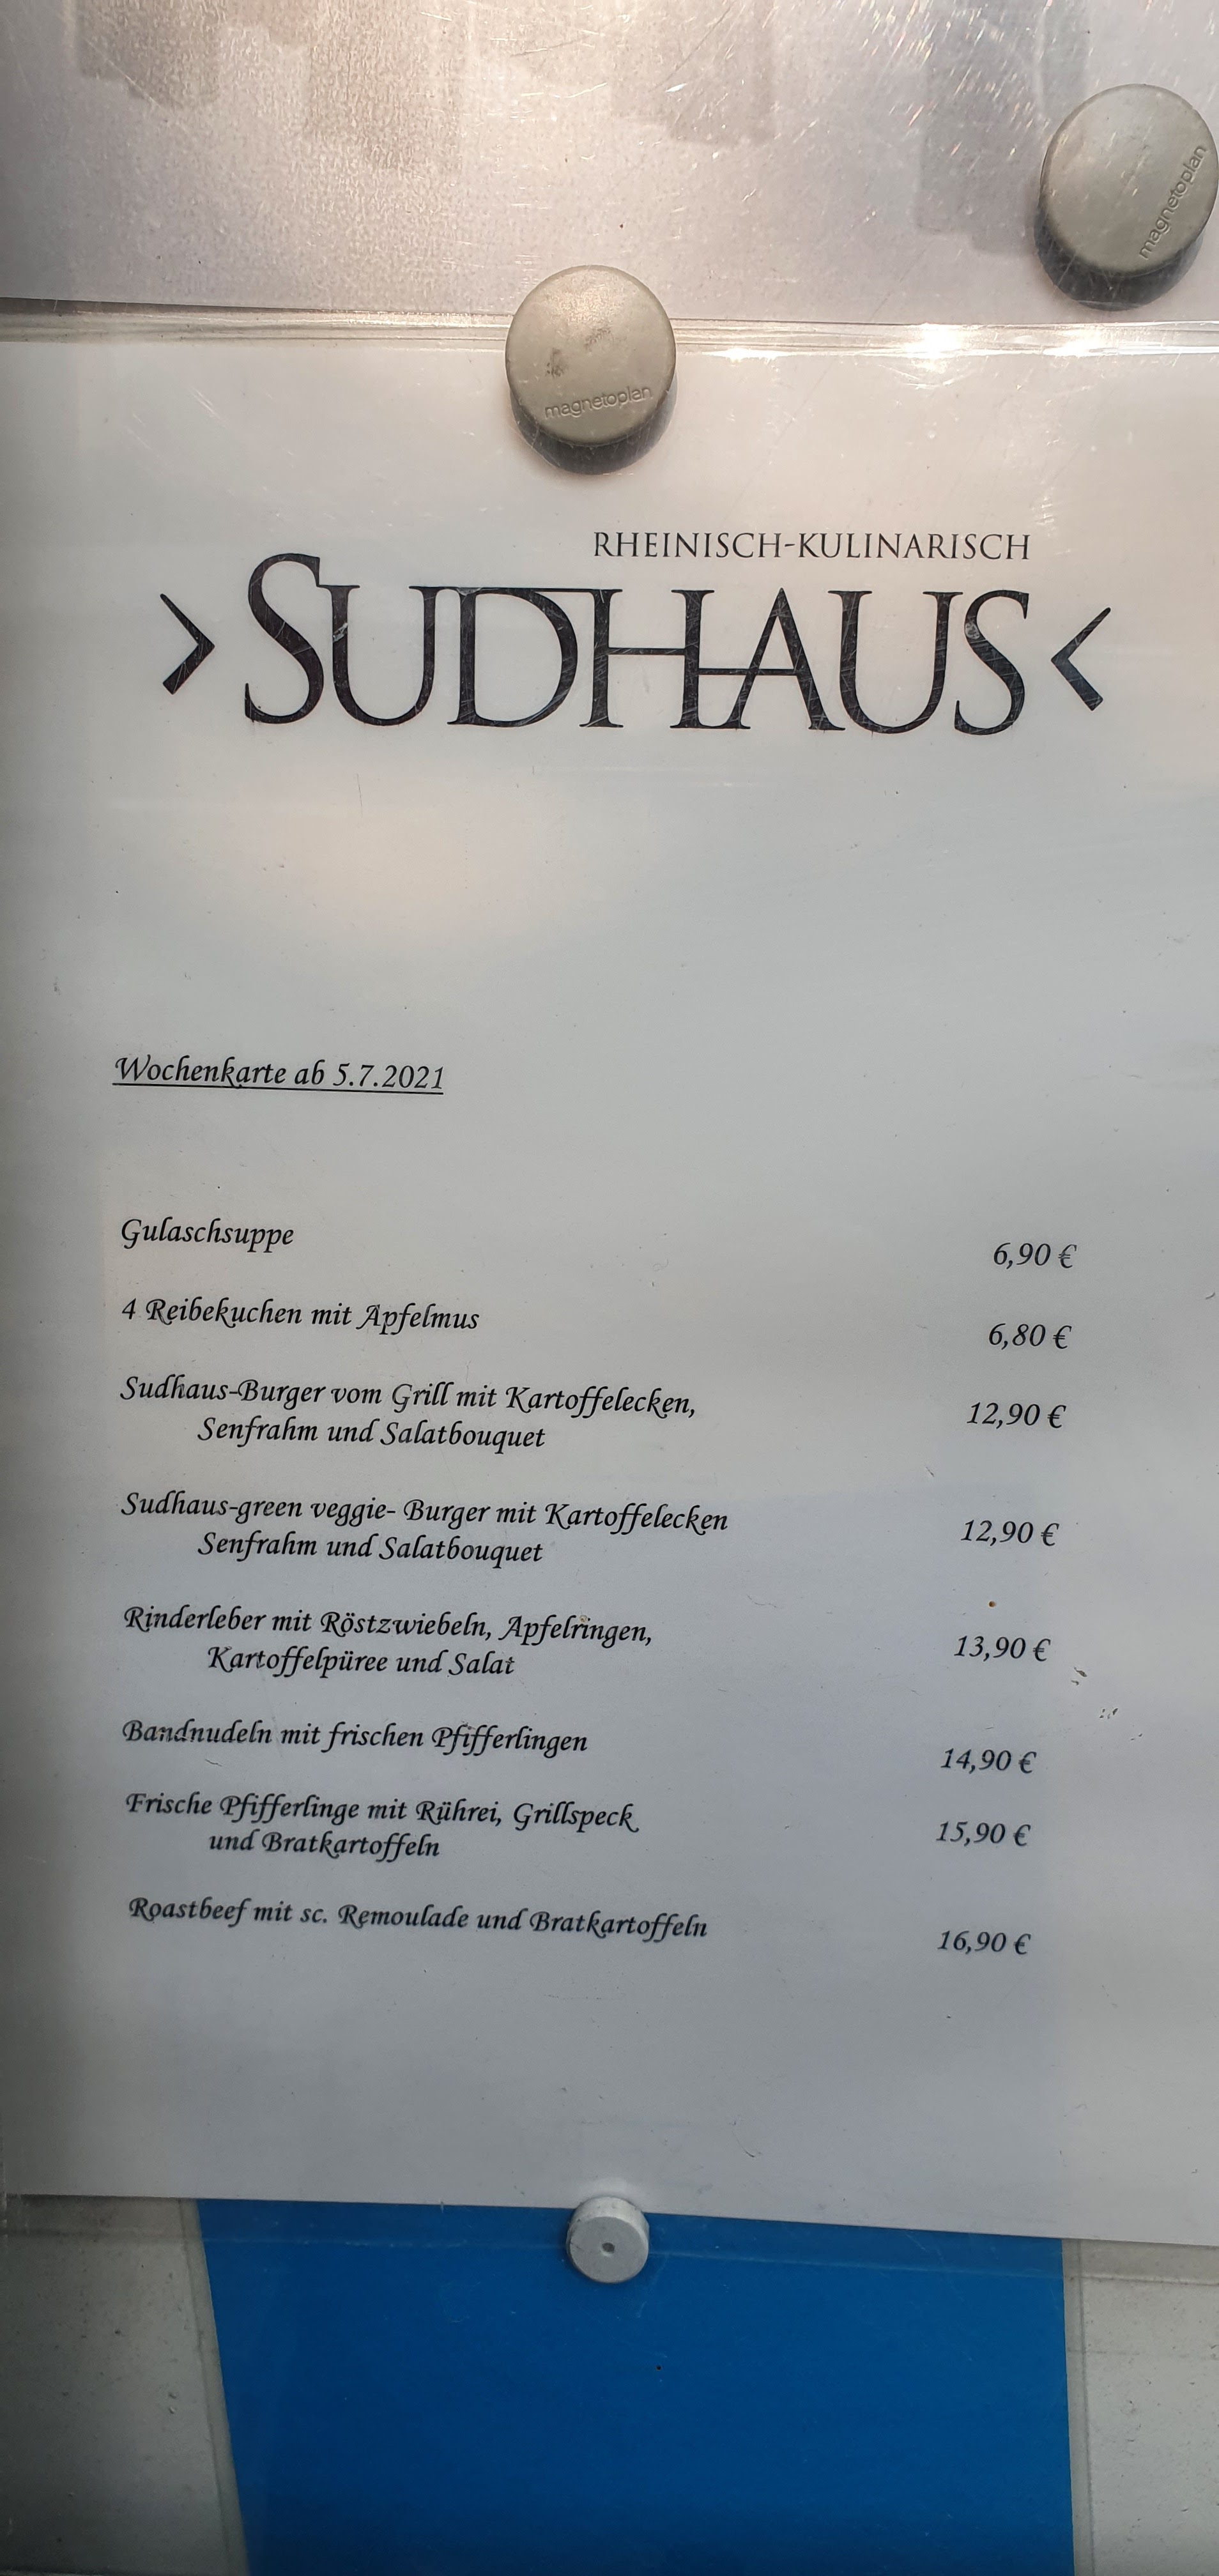 magnetoplan
magnetoplan
RHEINISCH-KULINARISCH
> SUDHAUS <
Wochenkarte ab 5.7.2021
Gulaschsuppe 6,90 €
4 Reibekuchen mit Apfelmus 6,80 €
Sudhaus-Burger vom Grill mit Kartoffelecken, 12,90 €
Senfrahm und Salatbouquet
Sudhaus-green veggie- Burger mit Kartoffelecken 12,90 €
Senfrahm und Salatbouquet
Rinderleber mit Röstzwiebeln, Apfelringen, 13,90 €
Kartoffelpüree und Salat
Bandnudeln mit frischen Pfifferlingen 14,90 €
Frische Pfifferlinge mit Rührei, Grillspeck 15,90 €
und Bratkartoffeln
Roastbeef mit sc. Remoulade und Bratkartoffeln 16,90 €